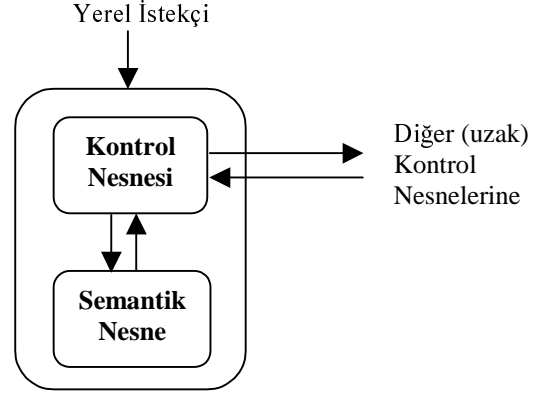 Yerel İstekçi
Kontrol
Nesnesi
Diğer (uzak)
Kontrol
Nesnelerine
Semantik
Nesne